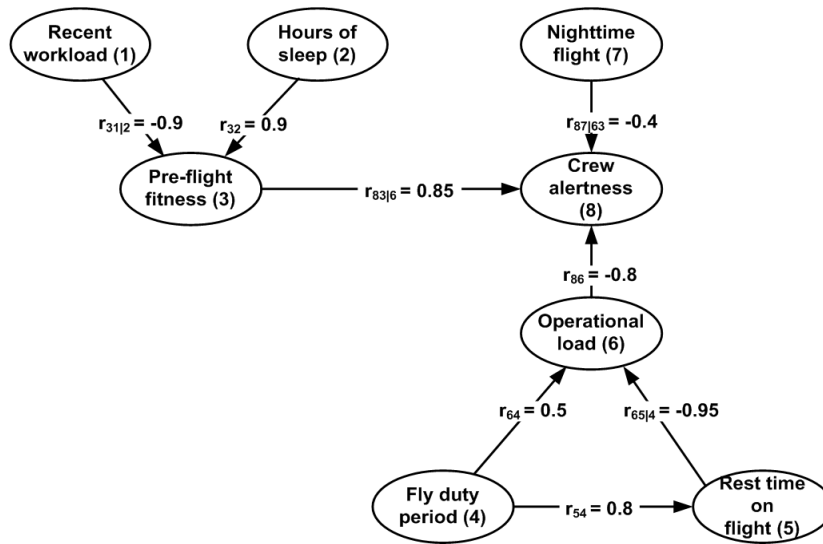 Recent
workload (1)
Hours of
sleep (2)
Nighttime
flight (7)
r31|2 = -0.9
r32 = 0.9
r87|63 = -0.4
Pre-flight
fitness (3)
r83|6 = 0.85
Crew
alertness
(8)
r86 = -0.8
Operational
load (6)
r64 = 0.5
r65|4 = -0.95
Fly duty
period (4)
r54 = 0.8
Rest time
on
flight (5)